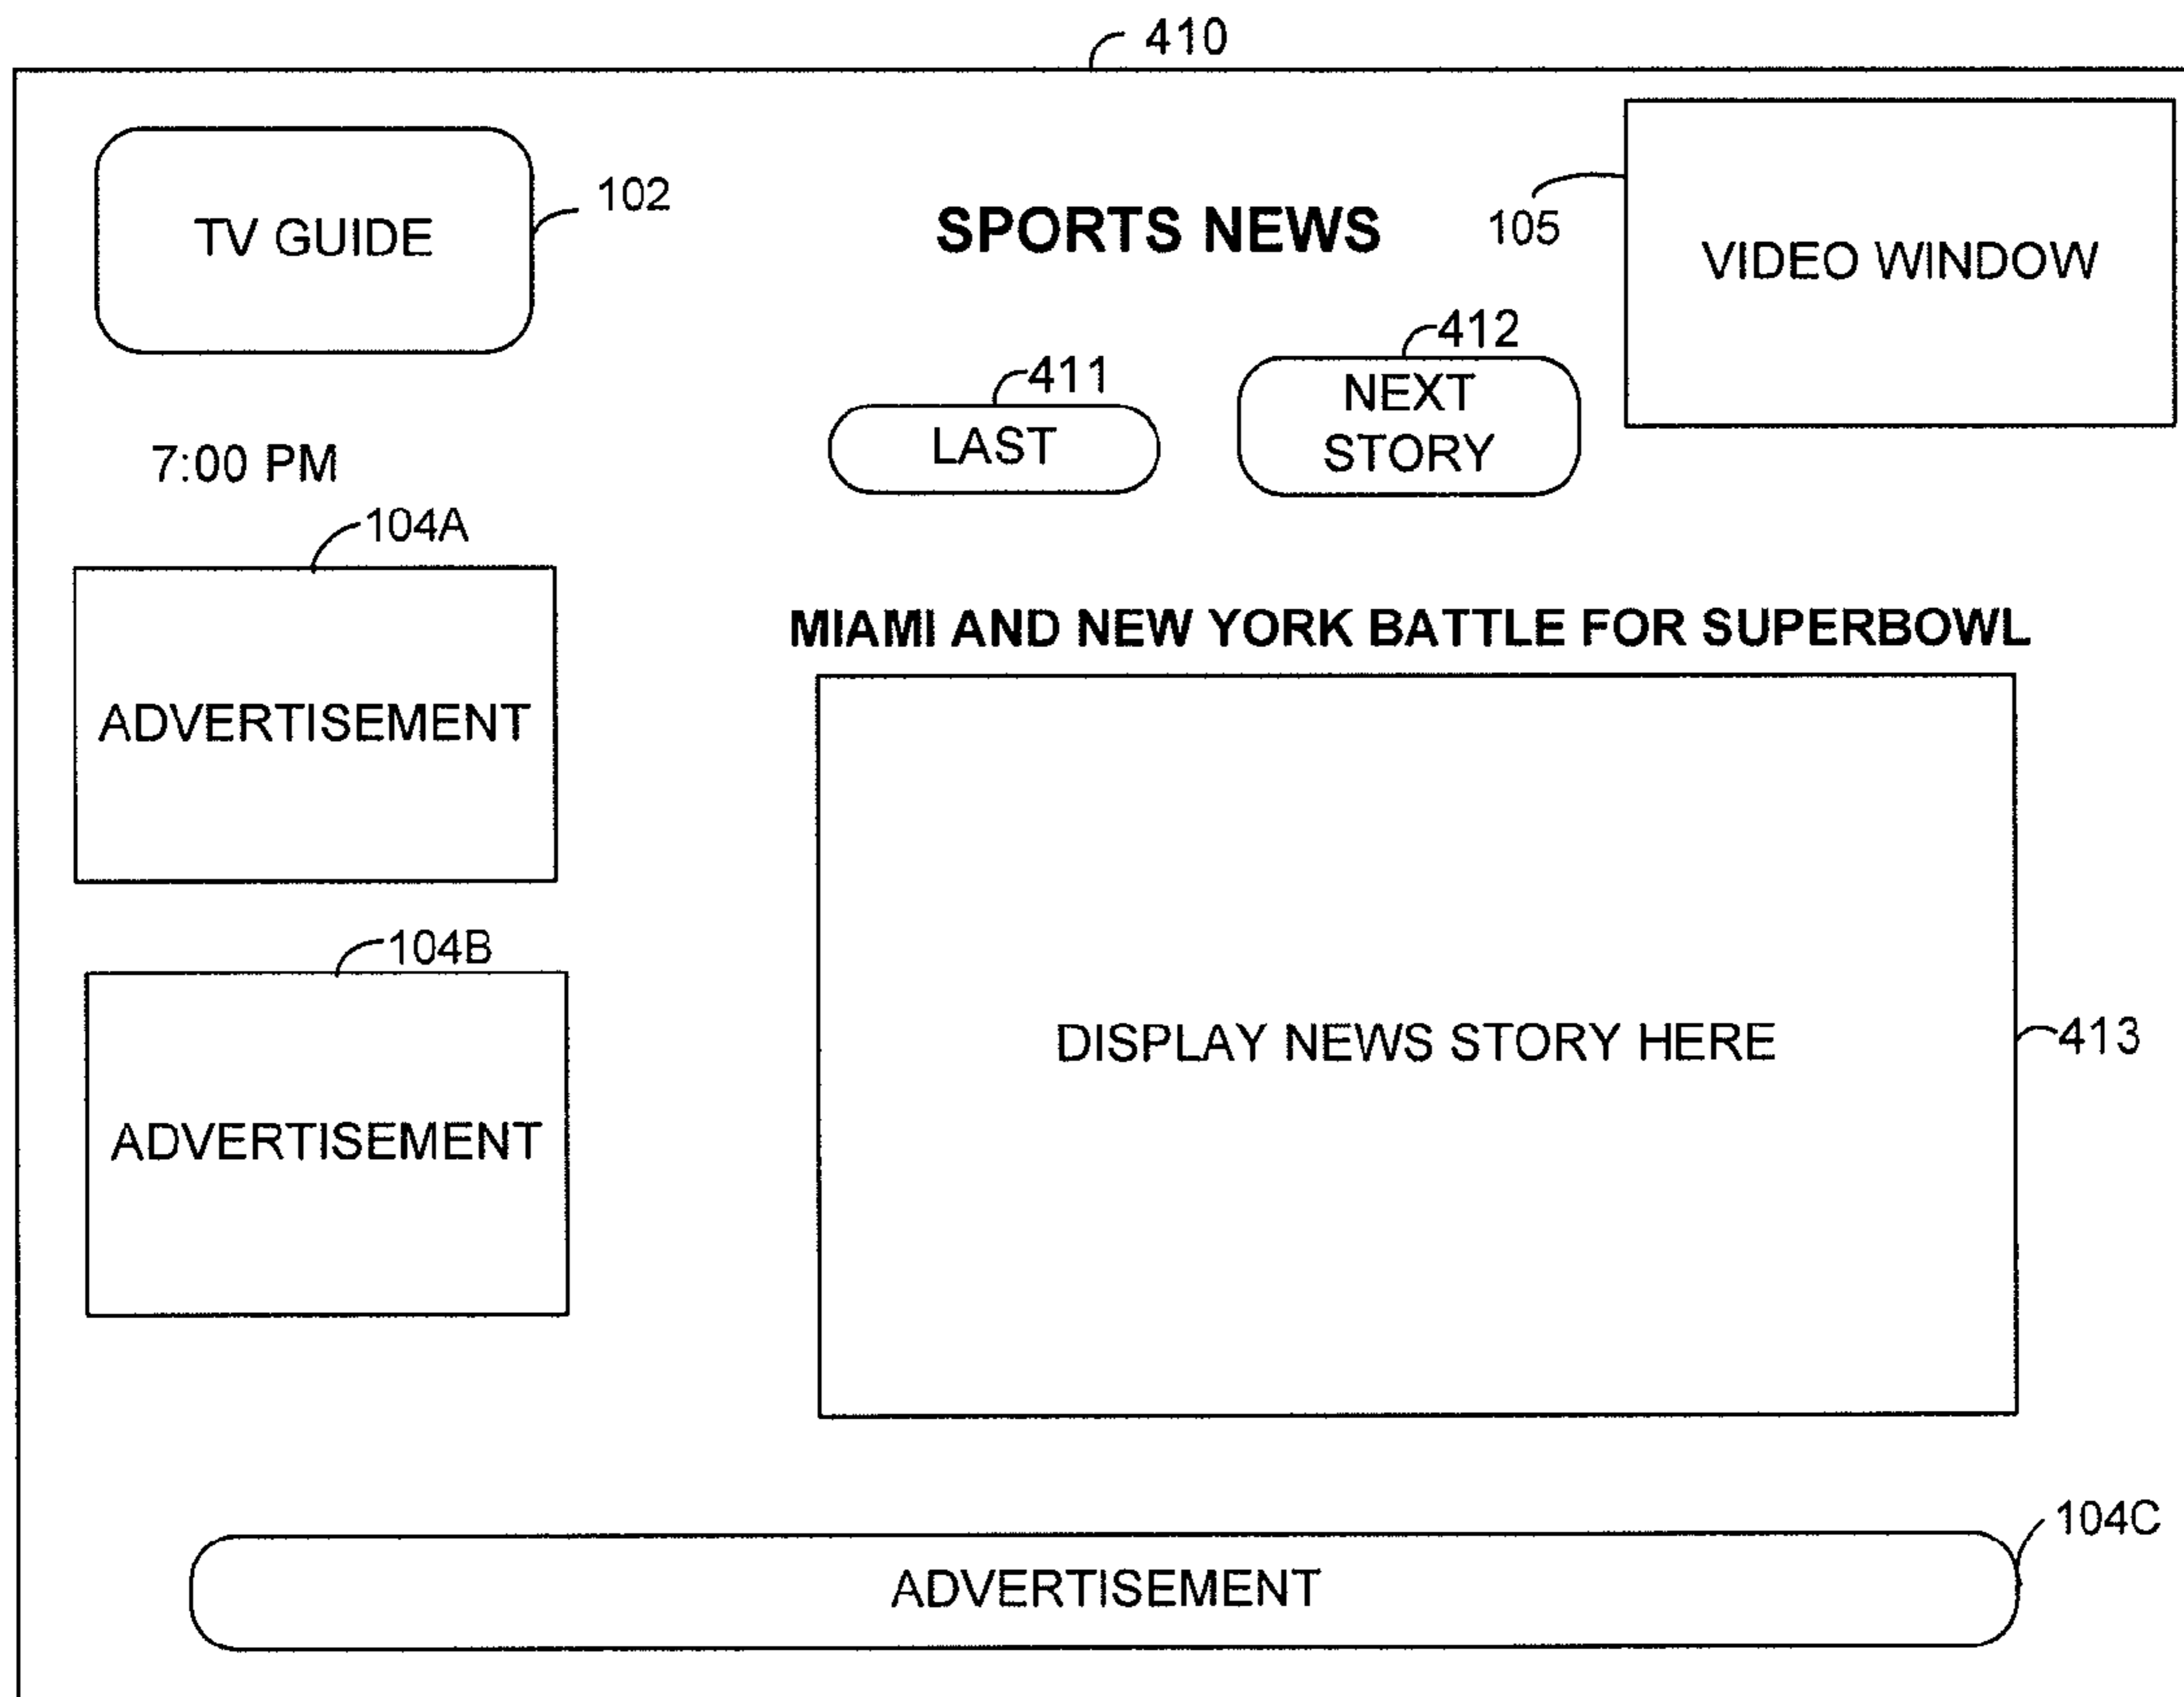 410
TV GUIDE
102
SPORTS NEWS
105
VIDEO WINDOW
411
LAST
412
NEXT
STORY
7:00 PM
104A
ADVERTISEMENT
104B
ADVERTISEMENT
MIAMI AND NEW YORK BATTLE FOR SUPERBOWL
DISPLAY NEWS STORY HERE
413
104C
ADVERTISEMENT